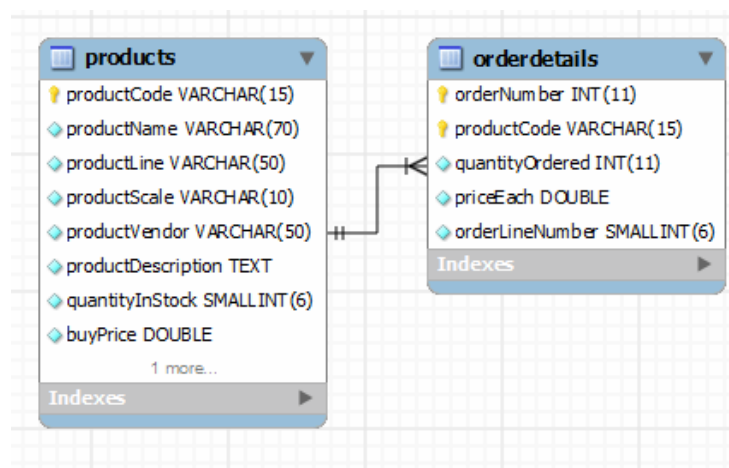 products
productCode VARCHAR(15)
productName VARCHAR(70)
productLine VARCHAR(50)
productScale VARCHAR(10)
productVendor VARCHAR(50)
productDescription TEXT
quantityInStock SMALLINT(6)
buyPrice DOUBLE
1 more...
Indexes
orderdetails
orderNumber INT(11)
productCode VARCHAR(15)
quantityOrdered INT(11)
priceEach DOUBLE
orderLineNumber SMALLINT(6)
Indexes